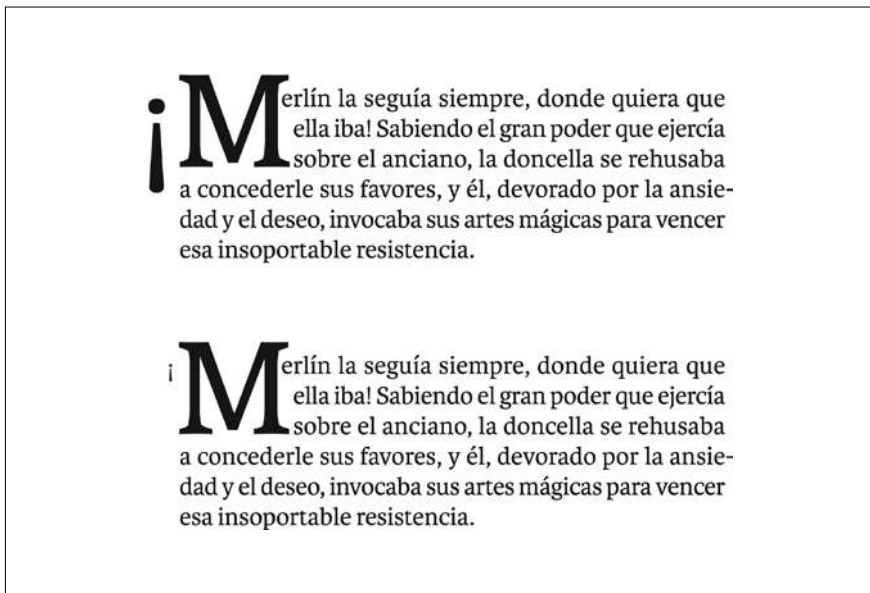 ¡Merlín la seguía siempre, donde quiera que
ella iba! Sabiendo el gran poder que ejercía
sobre el anciano, la doncella se rehusaba
a concederle sus favores, y él, devorado por la ansie-
dad y el deseo, invocaba sus artes mágicas para vencer
esa insoportable resistencia.
¡Merlín la seguía siempre, donde quiera que
ella iba! Sabiendo el gran poder que ejercía
sobre el anciano, la doncella se rehusaba
a concederle sus favores, y él, devorado por la ansie-
dad y el deseo, invocaba sus artes mágicas para vencer
esa insoportable resistencia.